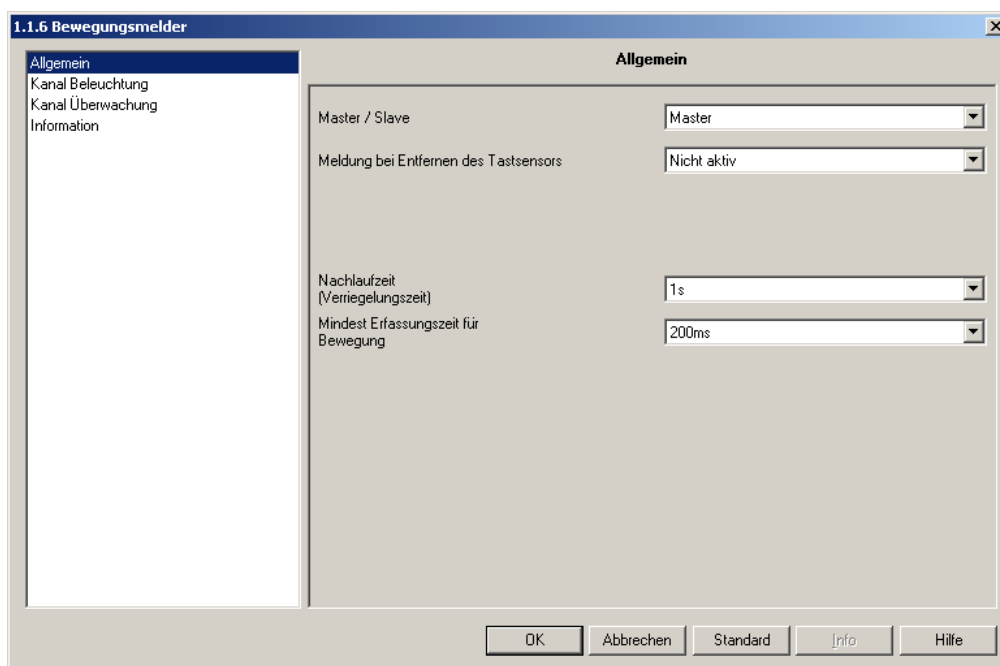 1.1.6 Bewegungsmelder
Allgemein
Kanal Beleuchtung
Kanal Überwachung
Information
Allgemein
Master / Slave
Master
Meldung bei Entfernen des Tastsensors
Nicht aktiv
Nachlaufzeit
(Verriegelungszeit)
1s
Mindest Erfassungszeit für
Bewegung
200ms
OK
Abbrechen
Standard
Info
Hilfe